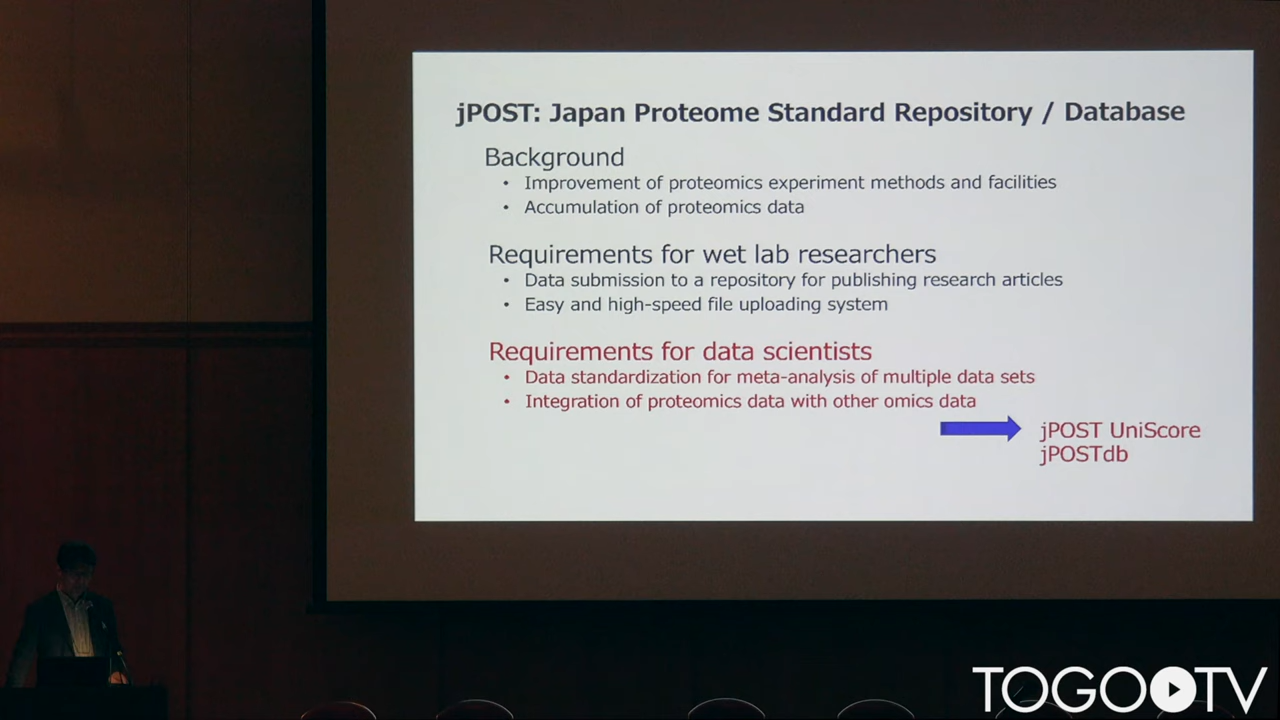 jPOST: Japan Proteome Standard Repository / Database
Background
• Improvement of proteomics experiment methods and facilities
• Accumulation of proteomics data
Requirements for wet lab researchers
• Data submission to a repository for publishing research articles
• Easy and high-speed file uploading system
Requirements for data scientists
• Data standardization for meta-analysis of multiple data sets
• Integration of proteomics data with other omics data
jPOST UniScore
jPOSTdb
TOGOTV